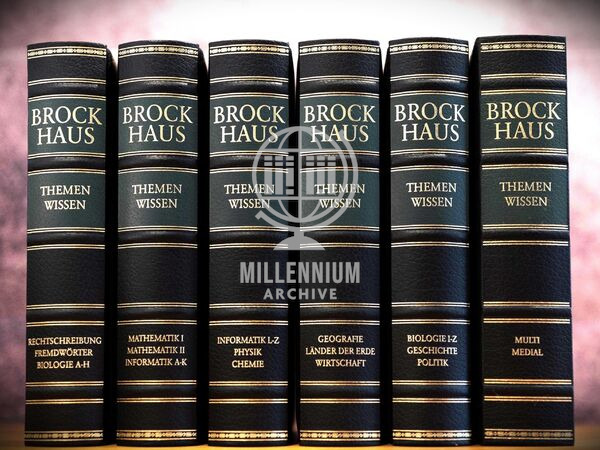 BROCK
HAUS
THEMEN
WISSEN
RECHTSCHREIBUNG
FREMDWÖRTER
BIOLOGIE A-H
BROCK
HAUS
THEMEN
WISSEN
MATHEMATIK I
MATHEMATIK II
INFORMATIK A-K
BROCK
HAUS
THEMEN
WISSEN
INFORMATIK L-Z
PHYSIK
CHEMIE
BROCK
HAUS
THEMEN
WISSEN
GEOGRAFIE
LÄNDER DER ERDE
WIRTSCHAFT
BROCK
HAUS
THEMEN
WISSEN
BIOLOGIE I-Z
GESCHICHTE
POLITIK
BROCK
HAUS
THEMEN
WISSEN
MULTI
MEDIAL
MILLENNIUM
ARCHIVE